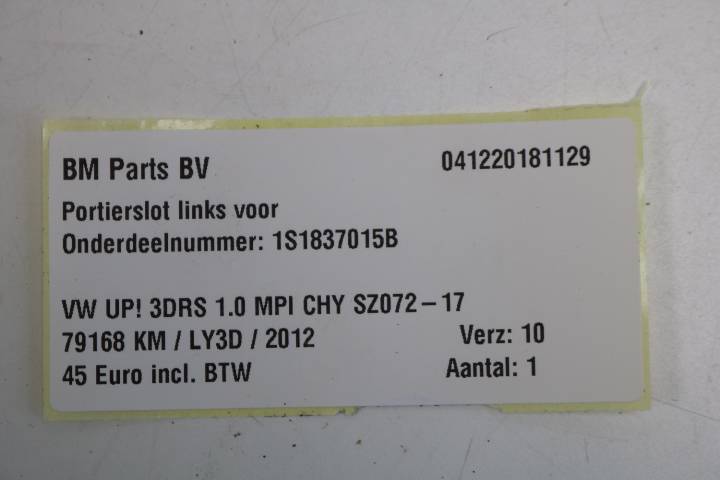 BM Parts BV 041220181129
Portierslot links voor
Onderdeelnummer: 1S1837015B
VW UP! 3DRS 1.0 MPI CHY SZ072-17
79168 KM / LY3D / 2012 Verz: 10
45 Euro incl. BTW Aantal: 1